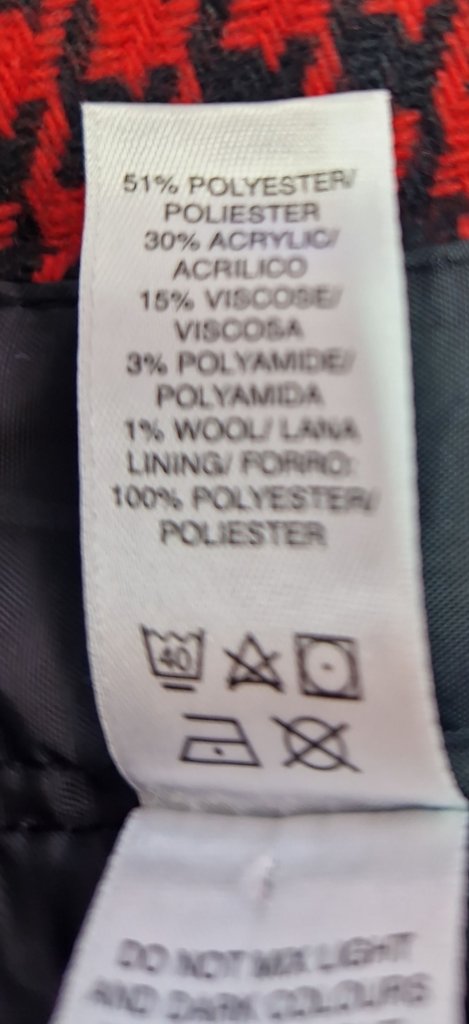 51% POLYESTER/
POLIESTER
30% ACRYLIC/
ACRILICO
15% VISCOSE/
VISCOSA
3% POLYAMIDE/
POLYAMIDA
1% WOOL/ LANA
LINING/ FORRO:
100% POLYESTER/
POLIESTER
40
DO NOT MIX LIGHT
AND DARK COLOURS